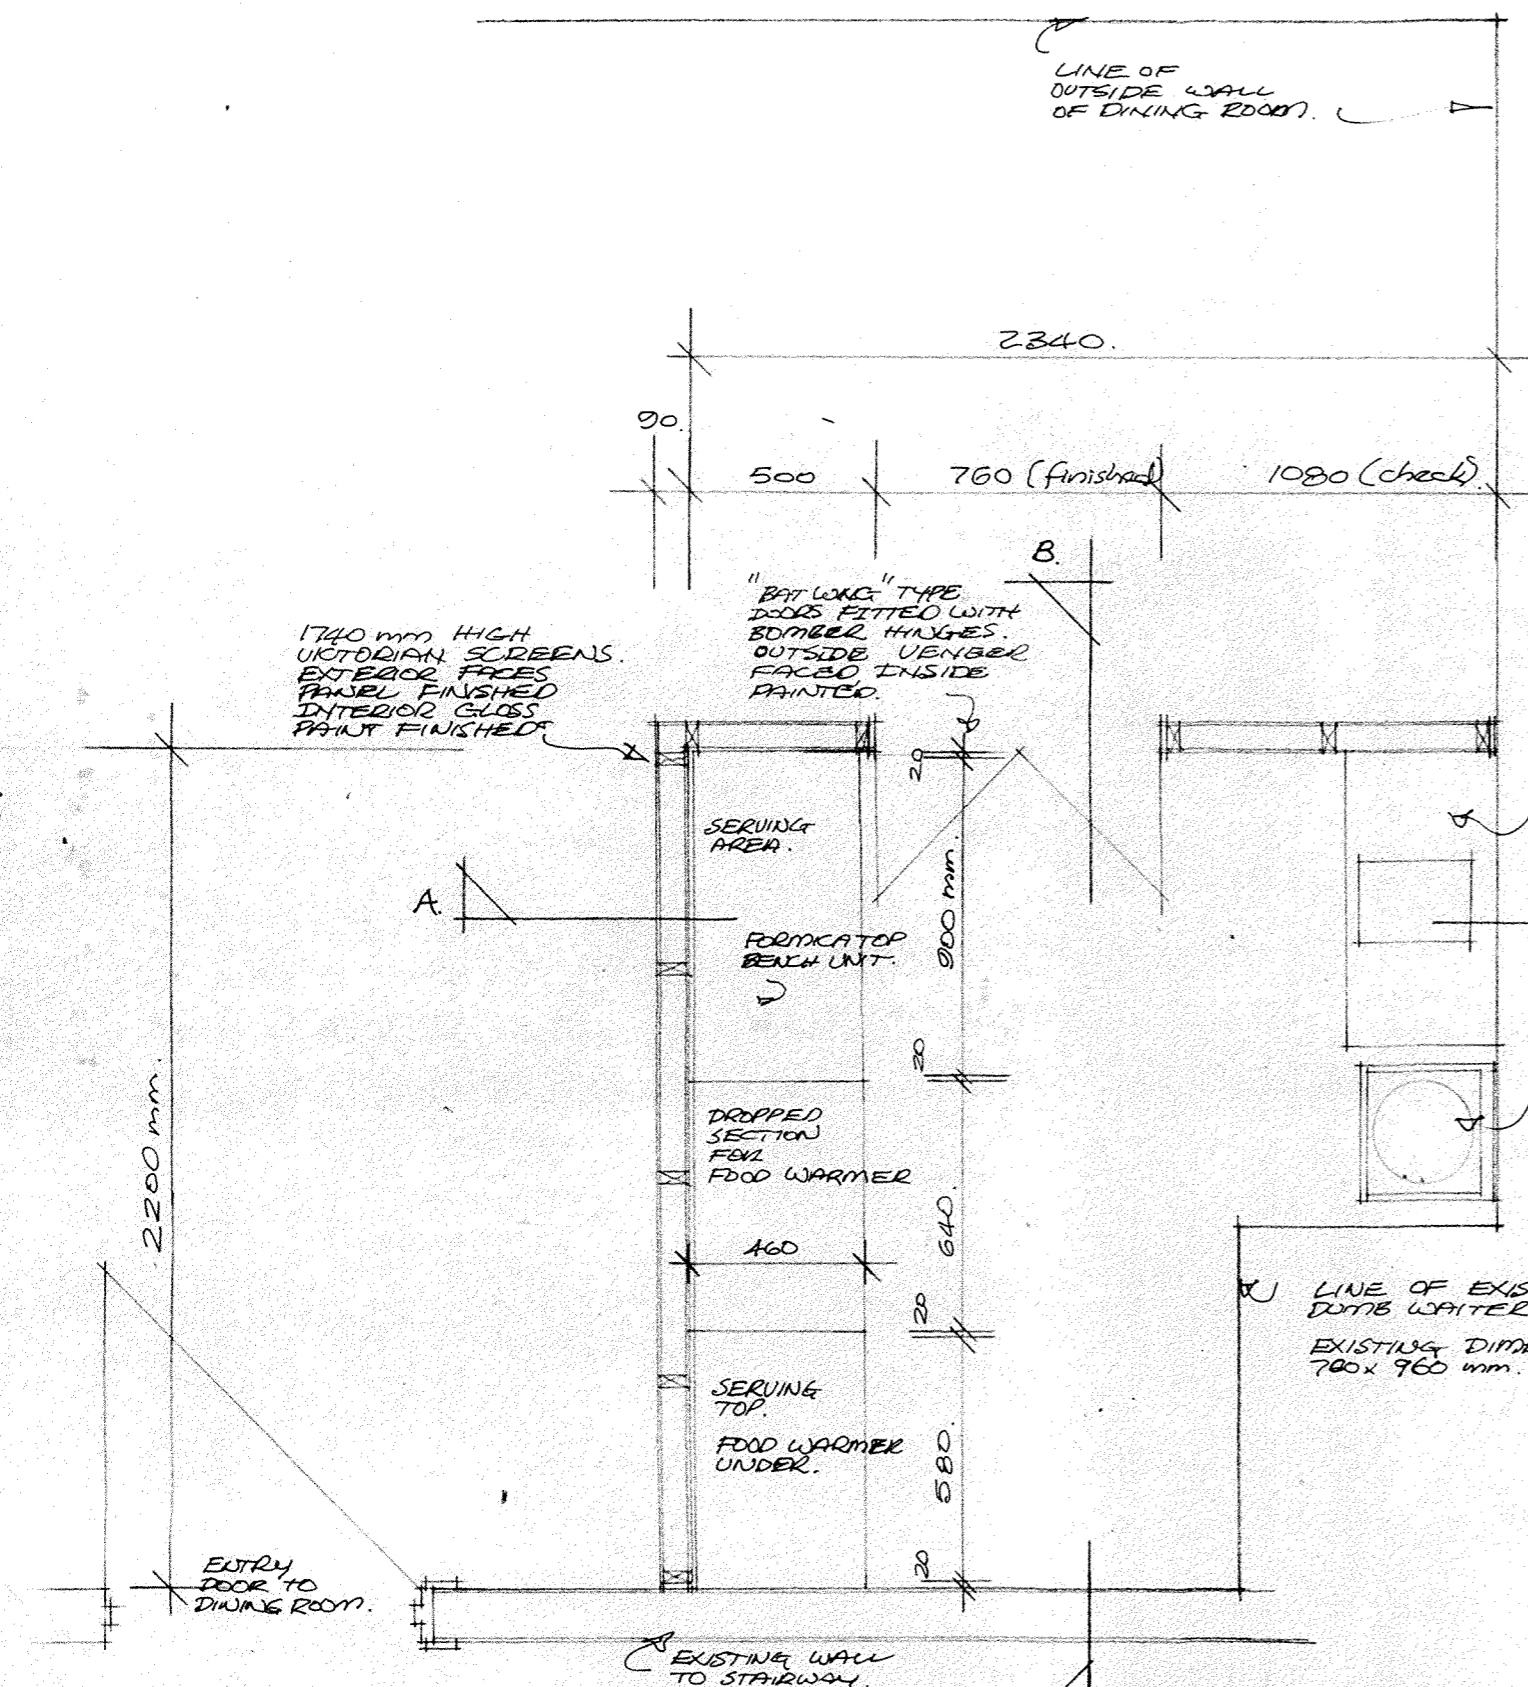 LINE OF
OUTSIDE WALL
OF DINING ROOM.
2340.
90.
500
760 (finished)
1080 (check).
B.
"BAT WING" TYPE
DOORS FITTED WITH
BOMBER HINGES.
OUTSIDE VENEER
FACED, INSIDE
PAINTED.
1740 mm HIGH
VICTORIAN SCREENS.
EXTERIOR FACES
PANEL FINISHED
INTERIOR GLOSS
PAINT FINISHED
20
SERVING
AREA.
A.
900 mm.
FORMICA TOP
BENCH UNIT.
20
2200 mm.
DROPPED
SECTION
FOR
FOOD WARMER
640.
460
20
LINE OF EXIS
DUMB WAITER
EXISTING DIM
960 mm.
SERVING
TOP.
FOOD WARMER
UNDER.
580.
20
ENTRY
DOOR TO
DINING ROOM.
EXISTING WALL
TO STAIRWAY.